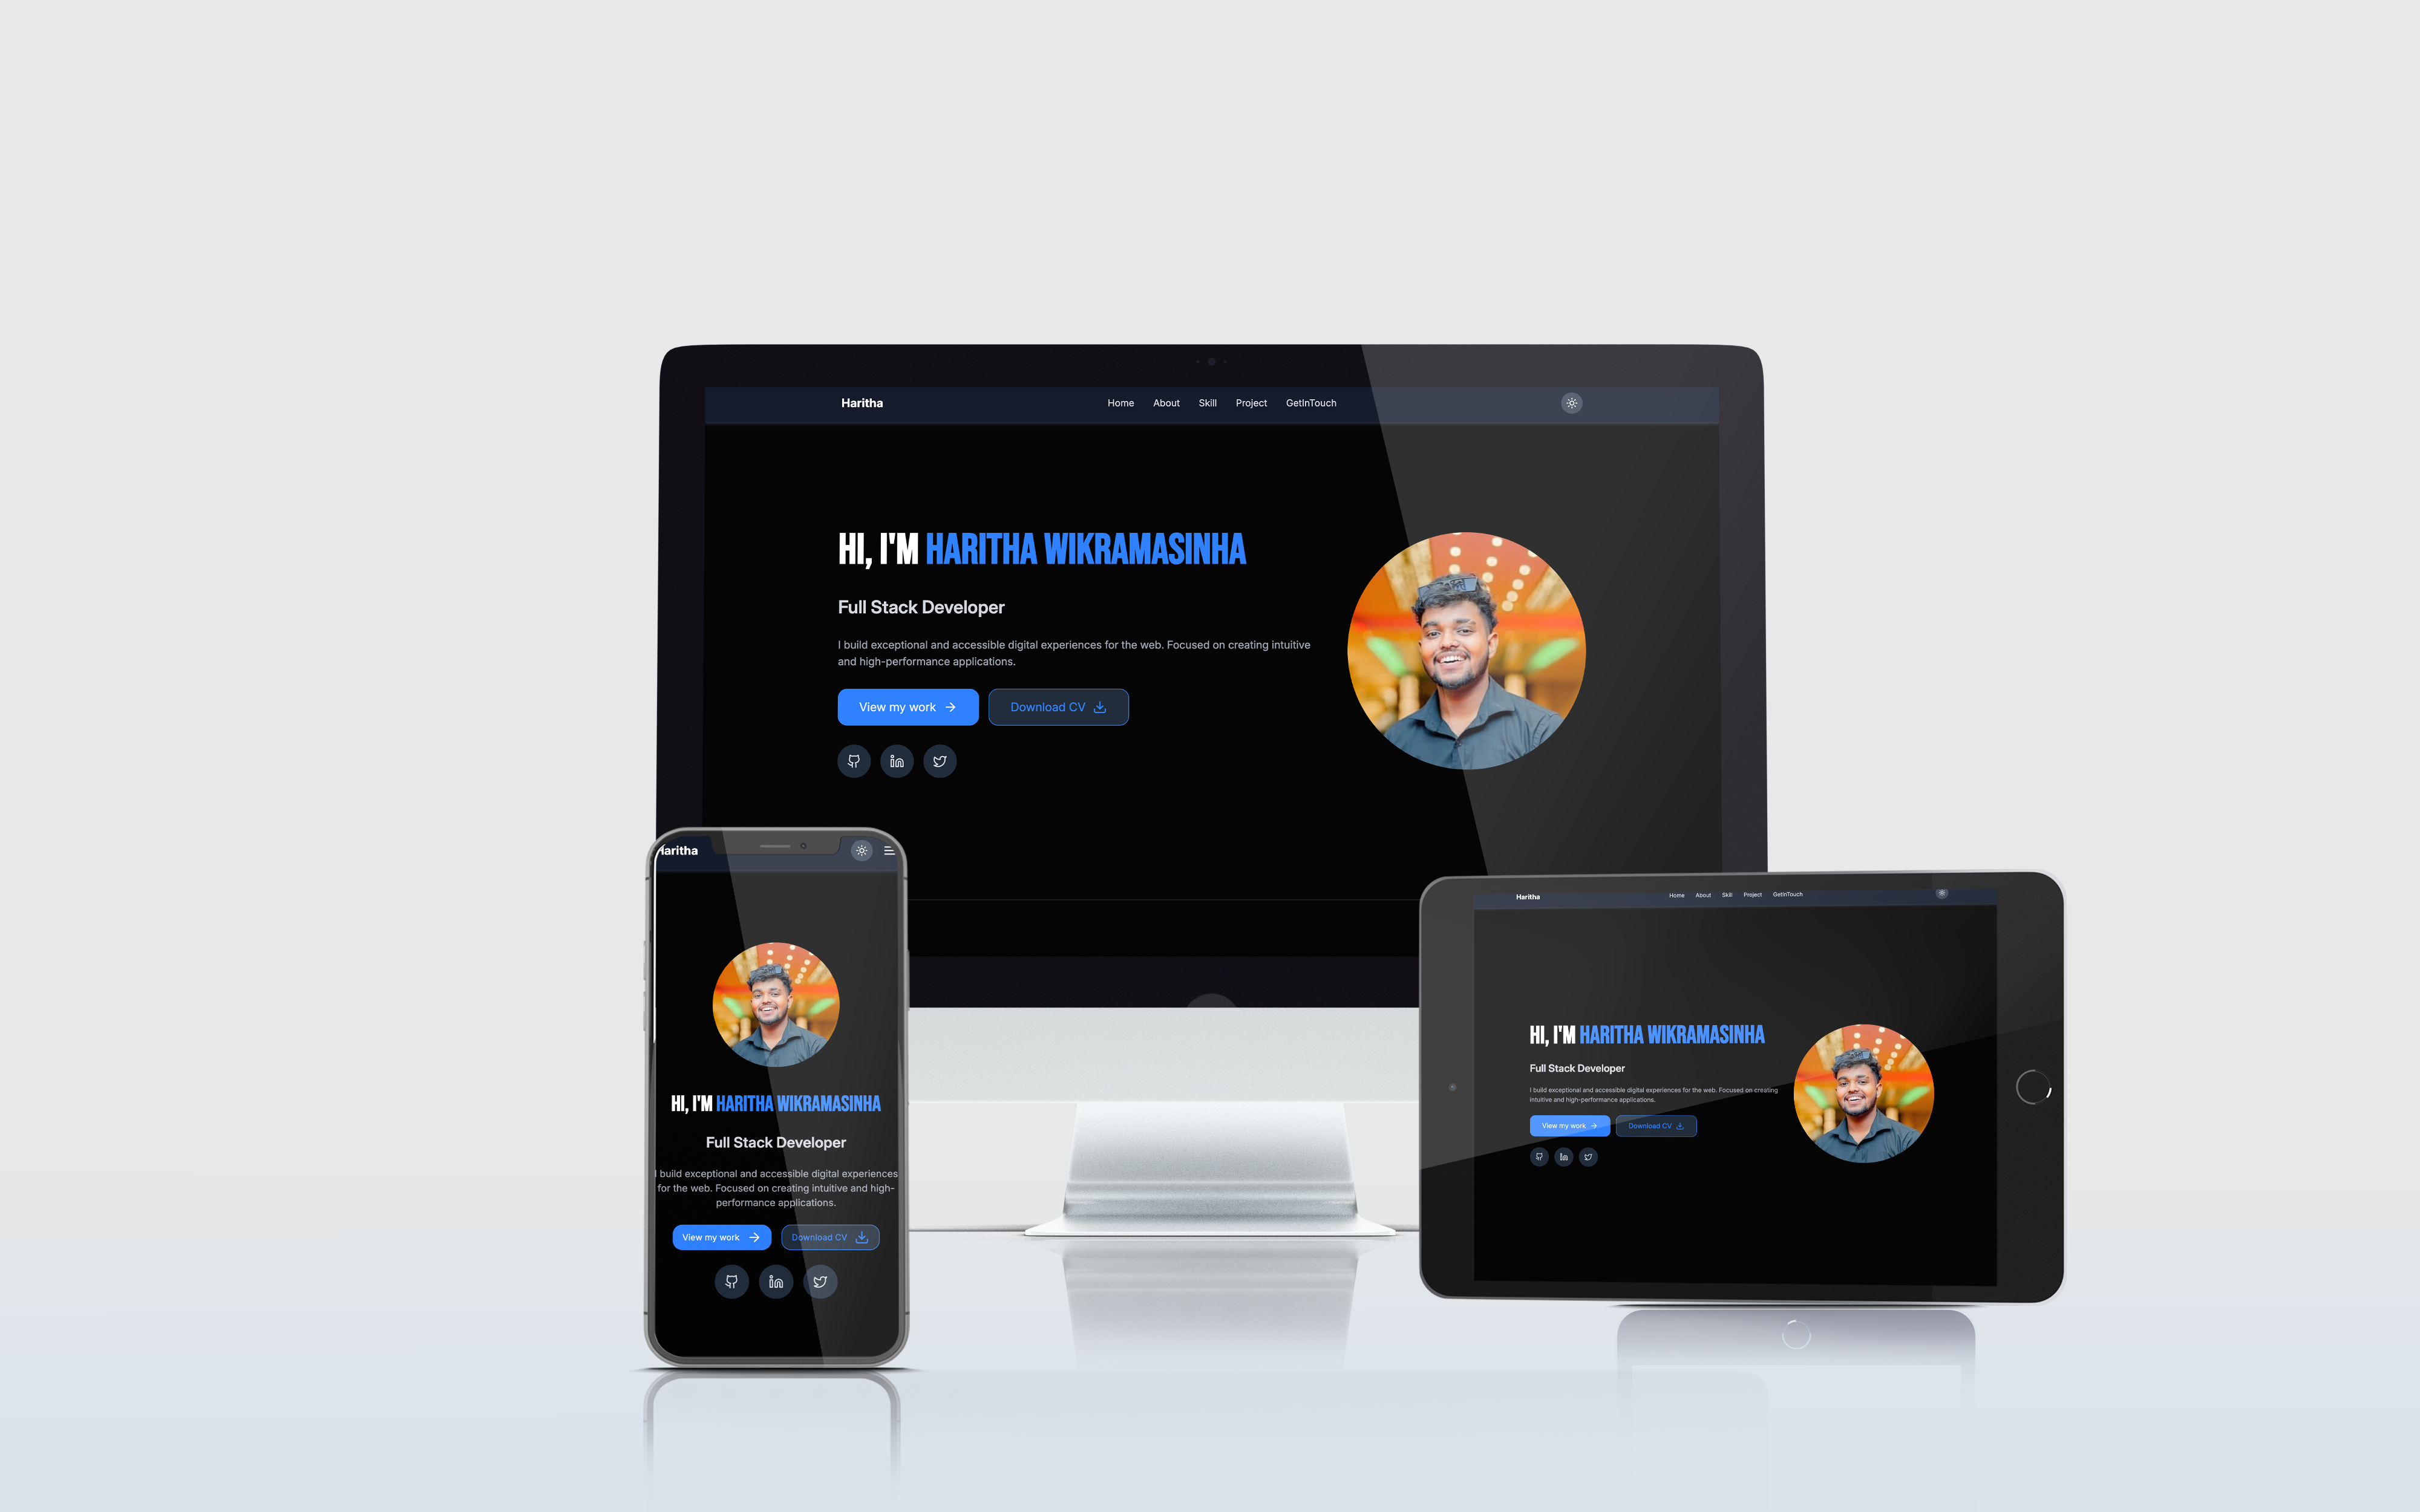 Haritha
Home About Skill Project GetInTouch
HI, I'M HARITHA WIKRAMASINHA
Full Stack Developer
I build exceptional and accessible digital experiences for the web. Focused on creating intuitive
and high-performance applications.
View my work
Download CV
Haritha
HI, I'M HARITHA WIKRAMASINHA
Full Stack Developer
I build exceptional and accessible digital experiences
for the web. Focused on creating intuitive and high-
performance applications.
View my work
Download CV
Haritha
Home About Skill Project GetInTouch
HI, I'M HARITHA WIKRAMASINHA
Full Stack Developer
I build exceptional and accessible digital experiences for the web. Focused on creating
intuitive and high-performance applications.
View my work
Download CV